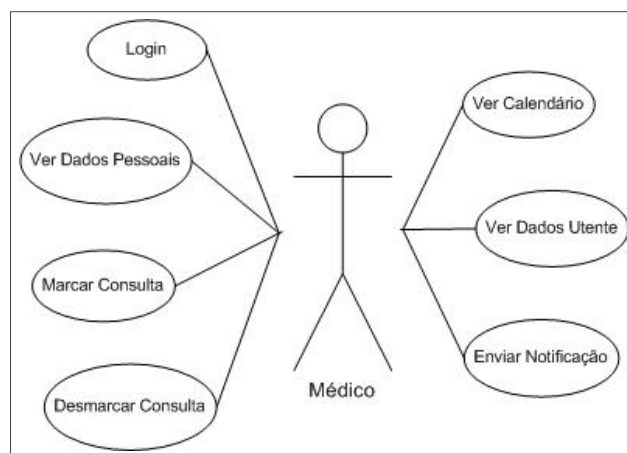 Login
Ver Dados Pessoais
Marcar Consulta
Desmarcar Consulta
Médico
Ver Calendário
Ver Dados Utente
Enviar Notificação